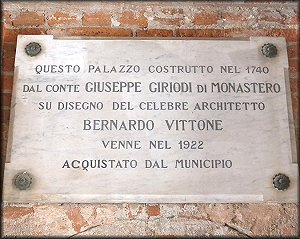 QUESTO PALAZZO COSTRUTTO NEL 1740
DAL CONTE GIUSEPPE GIRIODI DI MONASTERO
SU DISEGNO DEL CELEBRE ARCHITETTO
BERNARDO VITTONE
VENNE NEL 1922
ACQUISTATO DAL MUNICIPIO